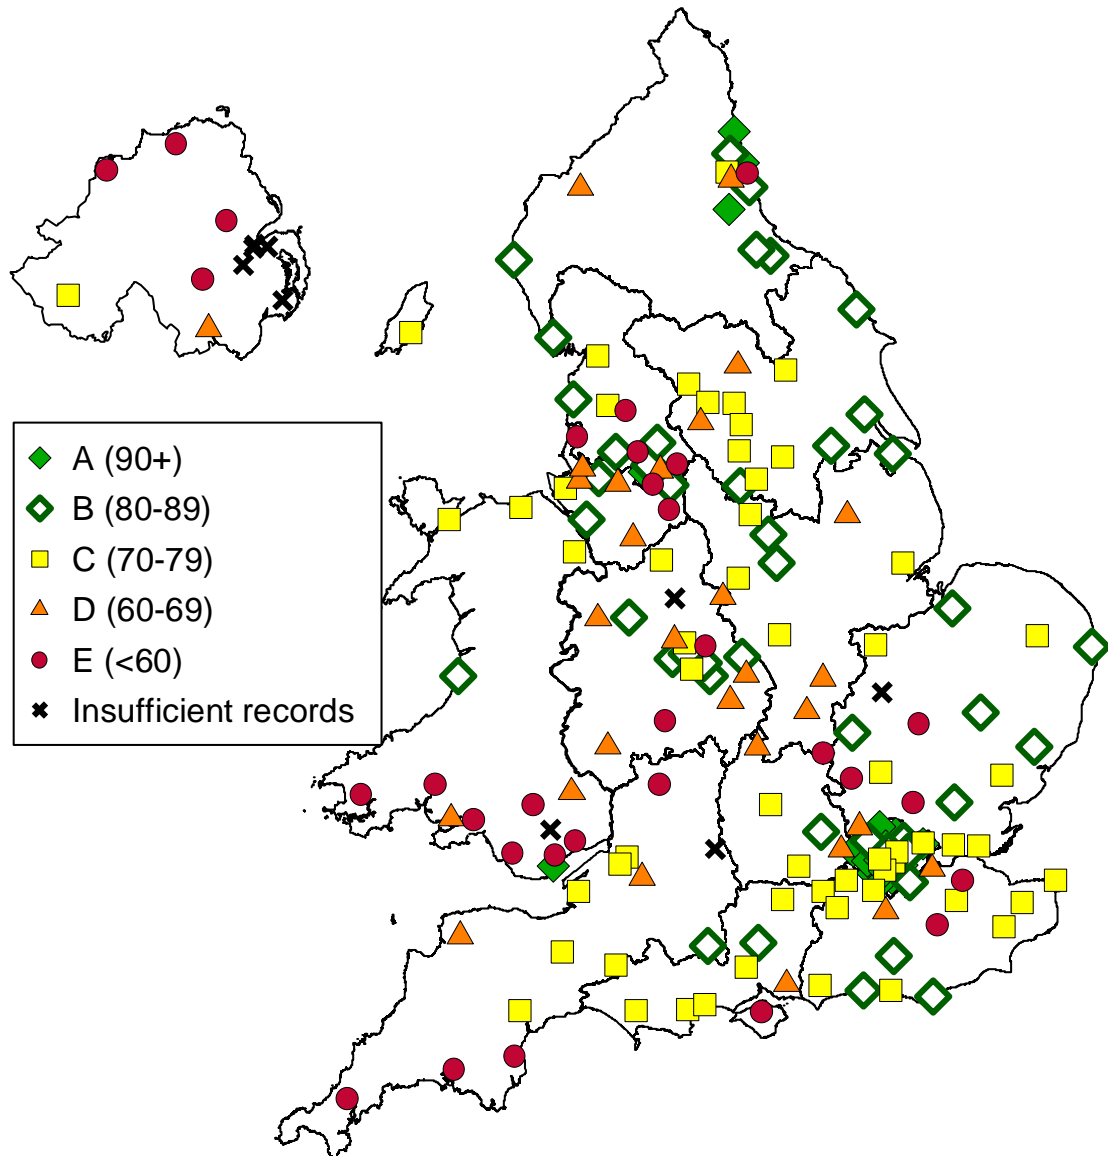 A (90+)
B (80-89)
C (70-79)
D (60-69)
E (<60)
Insufficient records